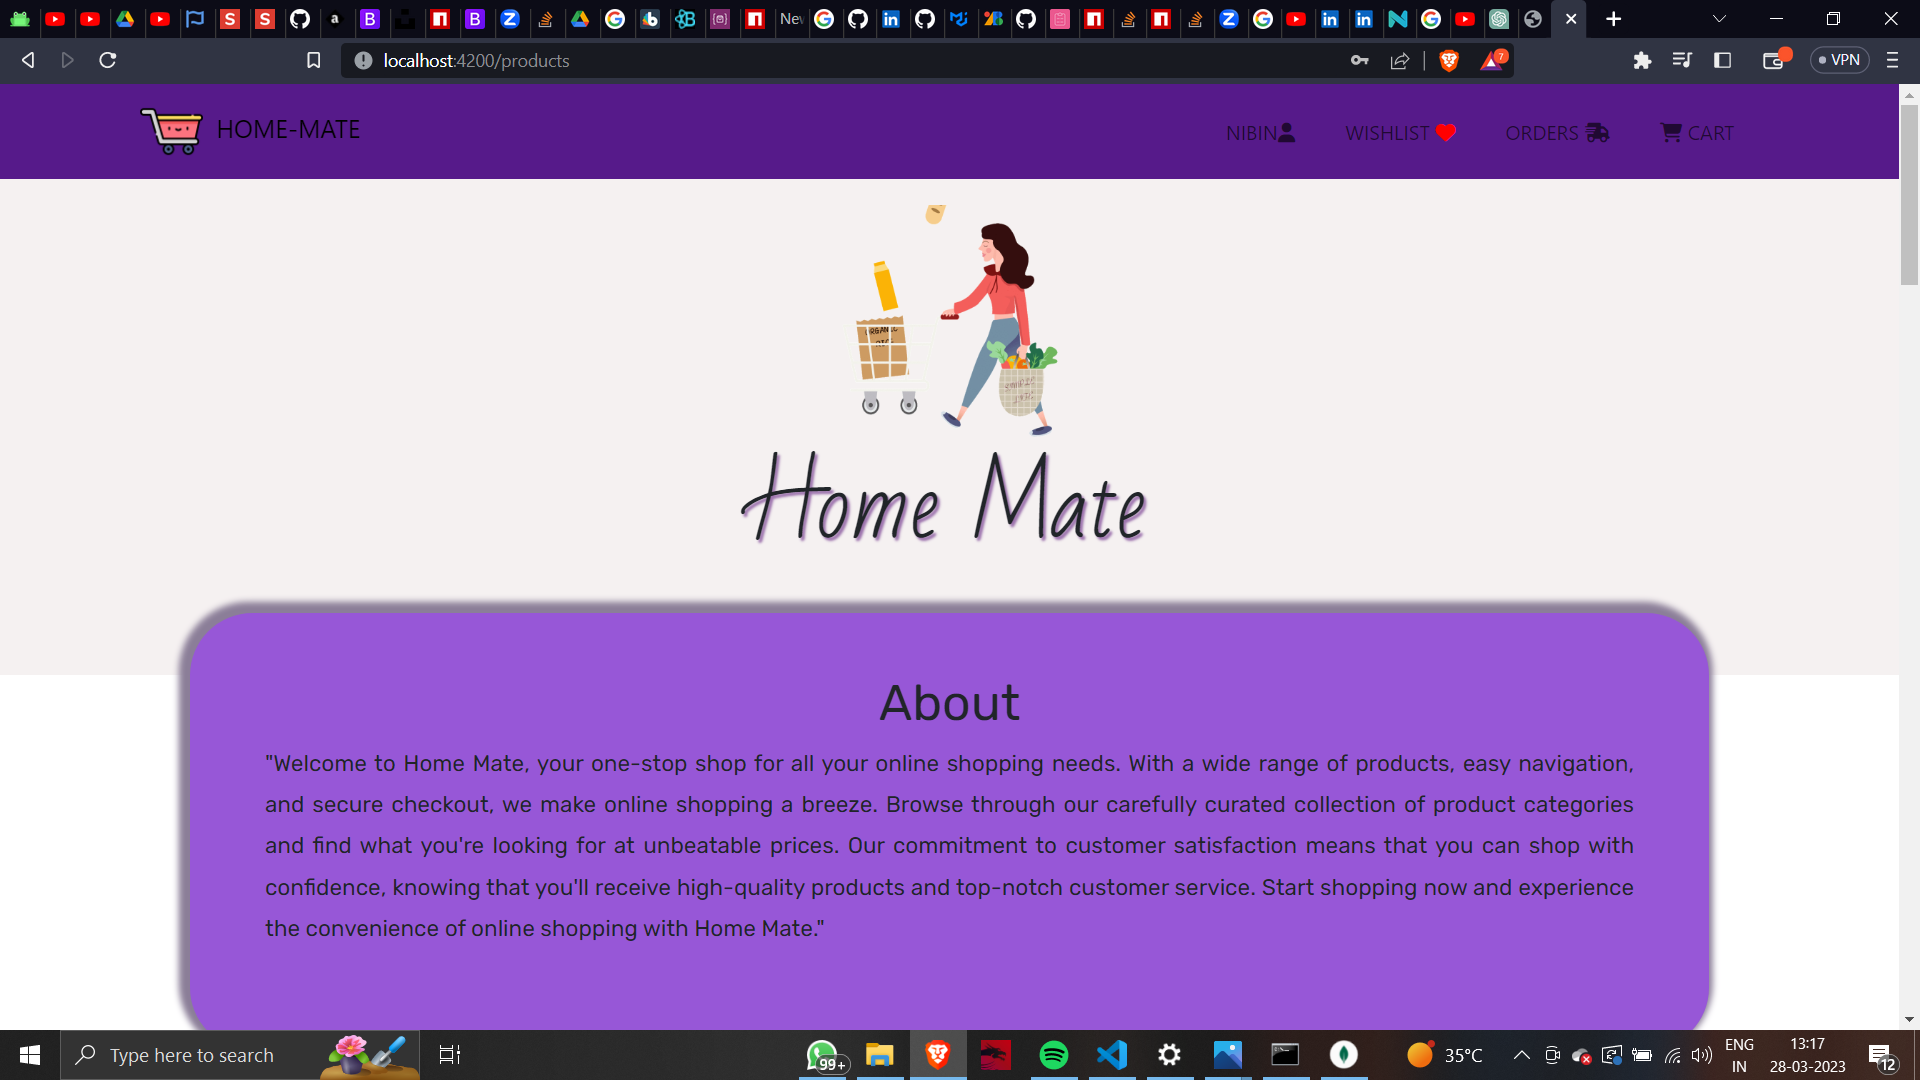 New
localhost:4200/products
7
VPN
HOME-MATE
NIBIN
WISHLIST
ORDERS
CART
ORGANIC
Home Mate
About
"Welcome to Home Mate, your one-stop shop for all your online shopping needs. With a wide range of products, easy navigation,
and secure checkout, we make online shopping a breeze. Browse through our carefully curated collection of product categories
and find what you're looking for at unbeatable prices. Our commitment to customer satisfaction means that you can shop with
confidence, knowing that you'll receive high-quality products and top-notch customer service. Start shopping now and experience
the convenience of online shopping with Home Mate."
Type here to search
99+
35°C
ENG
IN
13:17
28-03-2023
12